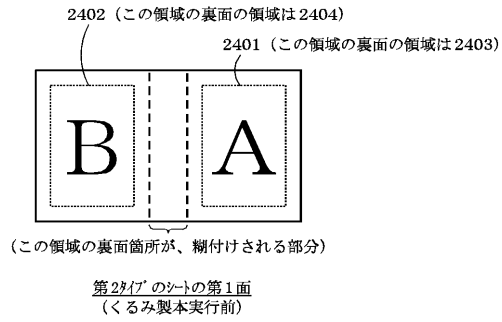 2402（この領域の裏面の領域は2404）
2401（この領域の裏面の領域は2403）
B
A
（この領域の裏面箇所が、糊付けされる部分）
第2ﾀｲﾌﾟのｼｰﾄの第1面
（くるみ製本実行前）